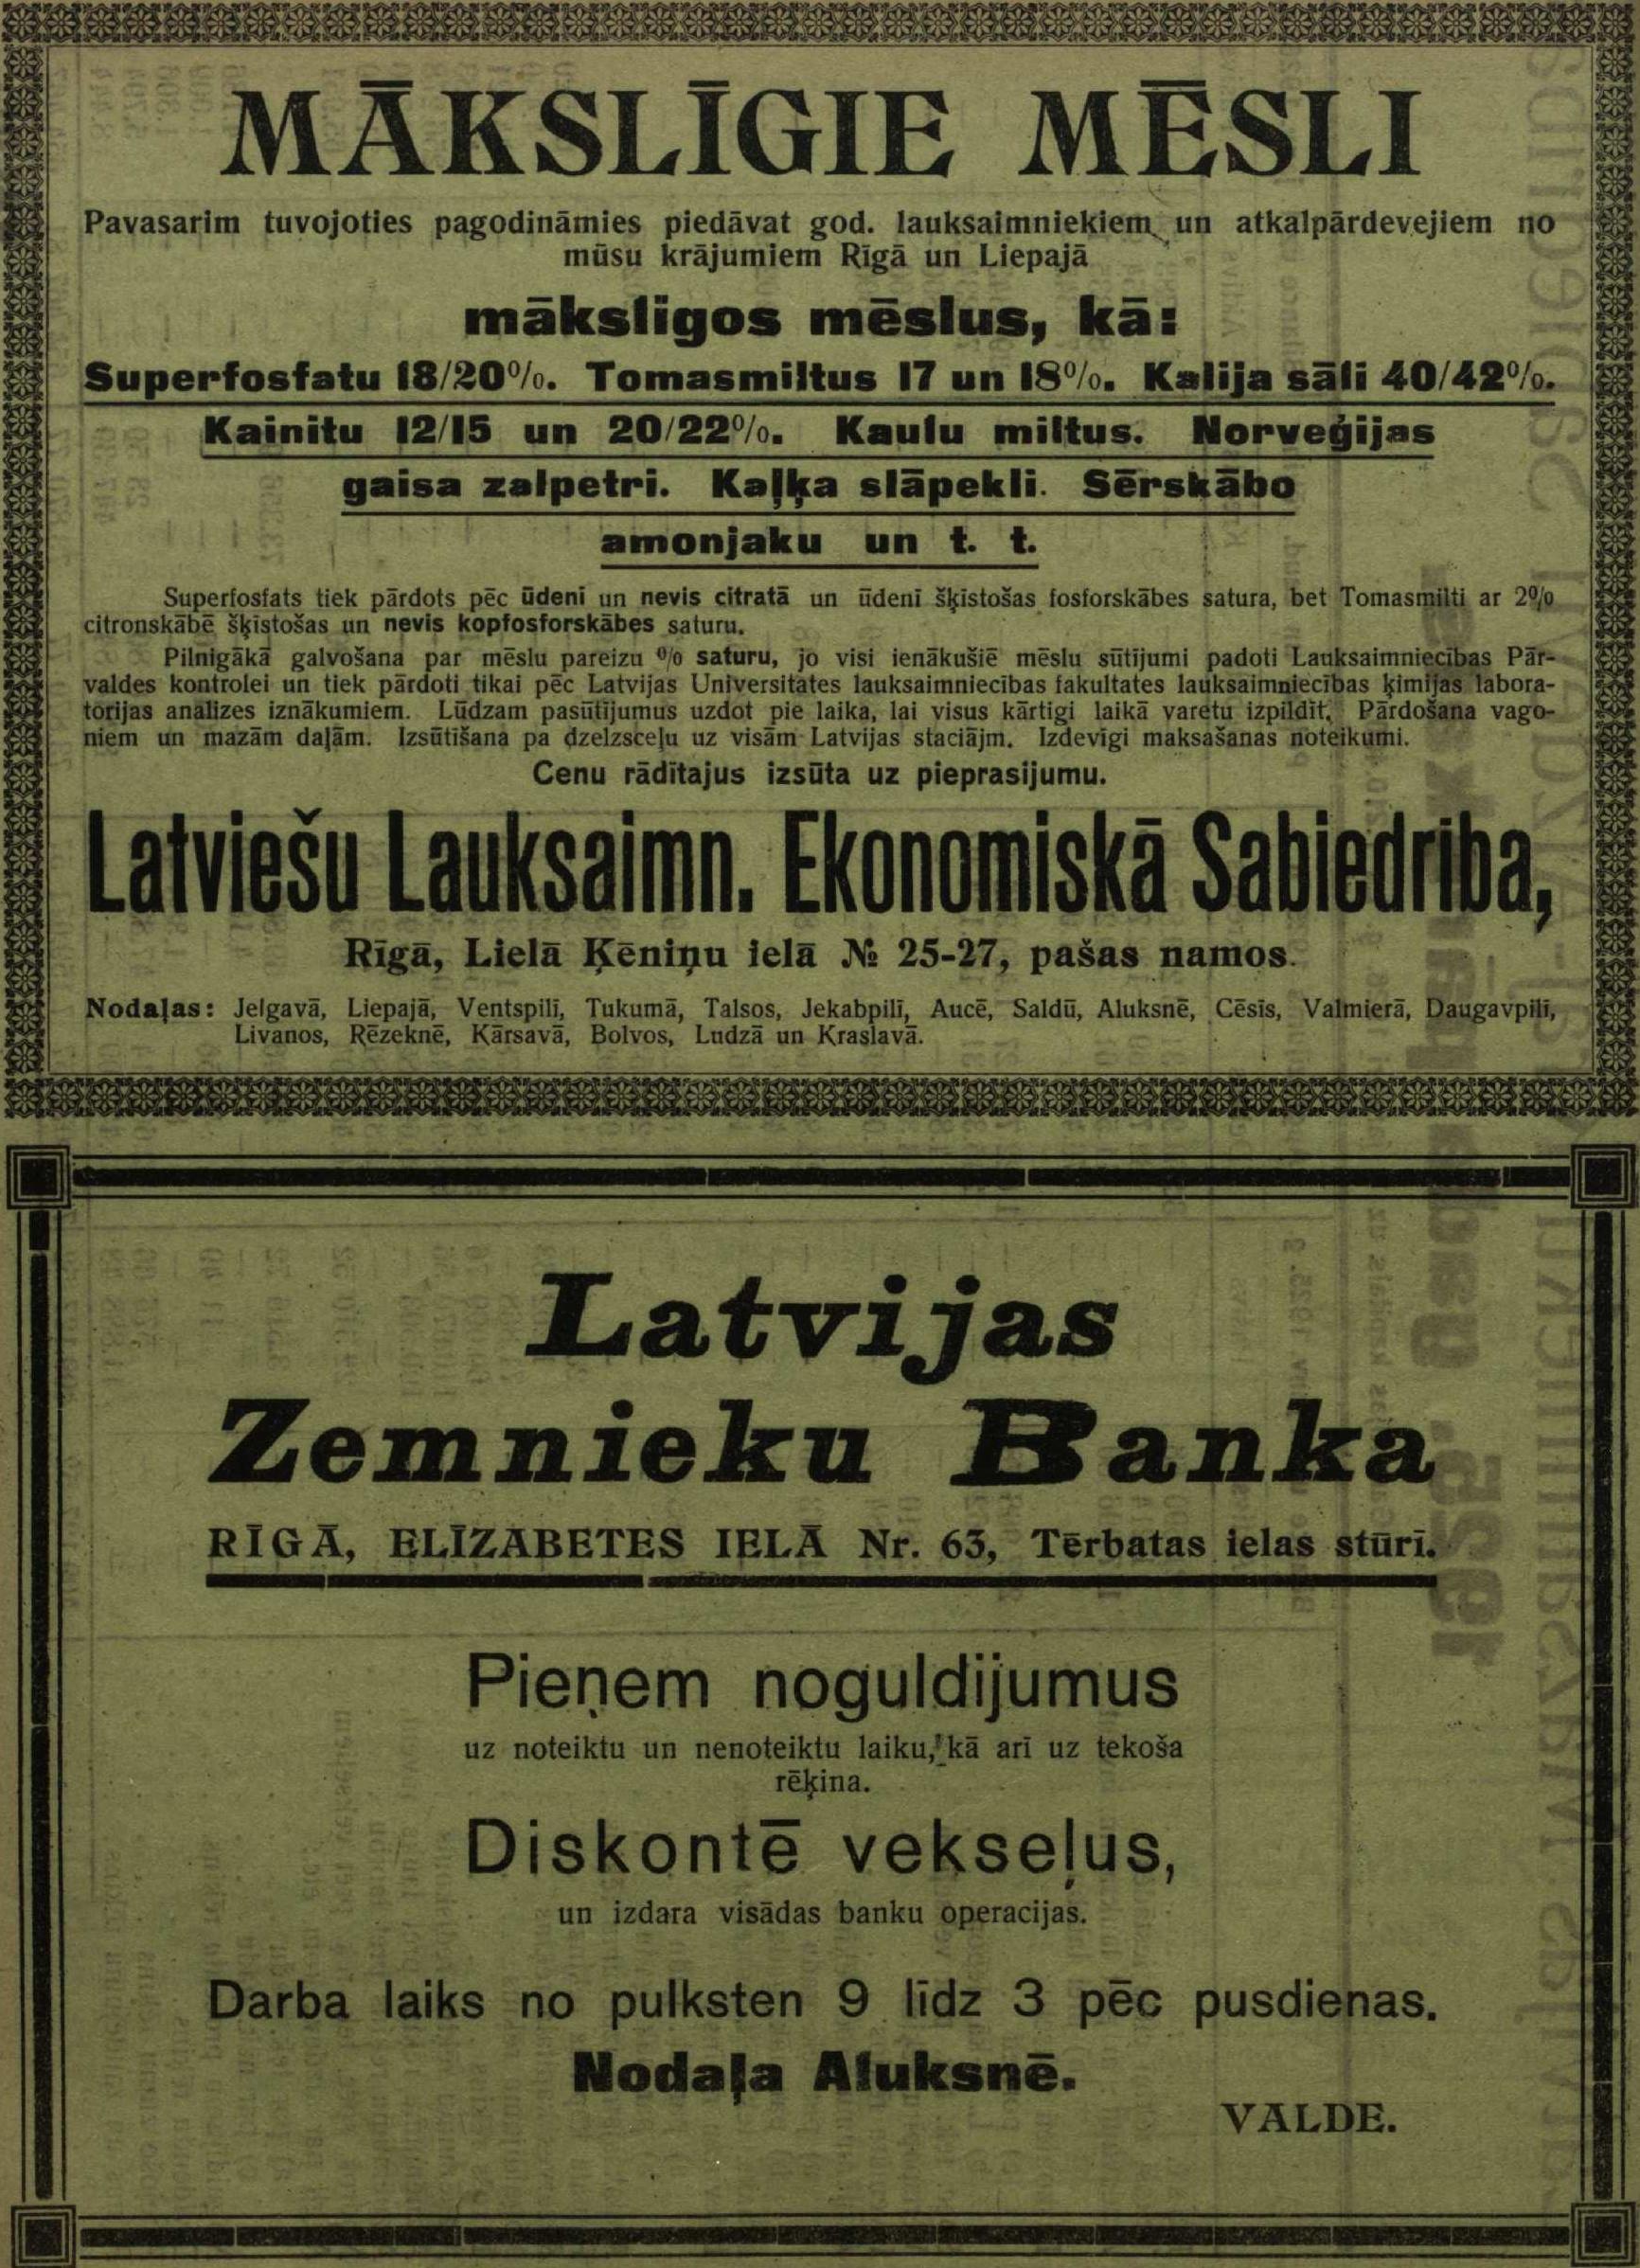 MĀKSLĪGIE MĒSLI
Pavasarim tuvojoties pagodināmies piedāvat god. lauksaimniekiem un atkalpārdevejiem no
mūsu krājumiem Rīgā un Liepajā
māksligos mēslus, kā:
Superfosfatu 18/20%. Tomasmiltus 17 un 18%. Kalija sāli 40/42%.
Kainitu 12/15 un 20/22%. Kaulu miltus. Norveģijas
gaisa zalpetri. Kaļķa slāpekli. Sērskābo
amonjaku un t. t.
Superfosfats tiek pārdots pēc ūdenī un nevis citratā un ūdenī šķīstošas fosforskābes satura, bet Tomasmilti ar 2%
citronskābē šķīstošas un nevis kopfosforskābes saturu.
Pilnigākā galvošana par mēslu pareizu % saturu, jo visi ienākušiē mēslu sūtijumi padoti Lauksaimniecības Pār-
valdes kontrolei un tiek pārdoti tikai pēc Latvijas Universitates lauksaimniecības fakultates lauksaimniecības ķimijas labora-
torijas analizes iznākumiem. Lūdzam pasūtijumus uzdot pie laika, lai visus kārtigi laikā varetu izpildīt. Pārdošana vago-
niem un mazām daļām. Izsūtišana pa dzelzsceļu uz visām Latvijas staciājm. Izdevīgi maksašanas noteikumi.
Cenu rādītajus izsūta uz pieprasijumu.
Latviešu Lauksaimn. Ekonomiskā Sabiedriba,
Rīgā, Lielā Ķēniņu ielā № 25-27, pašas namos.
Nodaļas: Jelgavā, Liepajā, Ventspilī, Tukumā, Talsos, Jekabpilī, Aucē, Saldū, Aluksnē, Cēsīs, Valmierā, Daugavpilī,
Livanos, Rēzeknē, Kārsavā, Bolvos, Ludzā un Kraslavā.
Latvijas
Zemnieku Banka
RĪGĀ, ELĪZABETES IELĀ Nr. 63, Tērbatas ielas stūrī.
Pieņem noguldijumus
uz noteiktu un nenoteiktu laiku, kā arī uz tekoša
rēķina.
Diskontē vekseļus,
un izdara visādas banku operacijas.
Darba laiks no pulksten 9 līdz 3 pēc pusdienas.
Nodaļa Aluksnē.
VALDE.